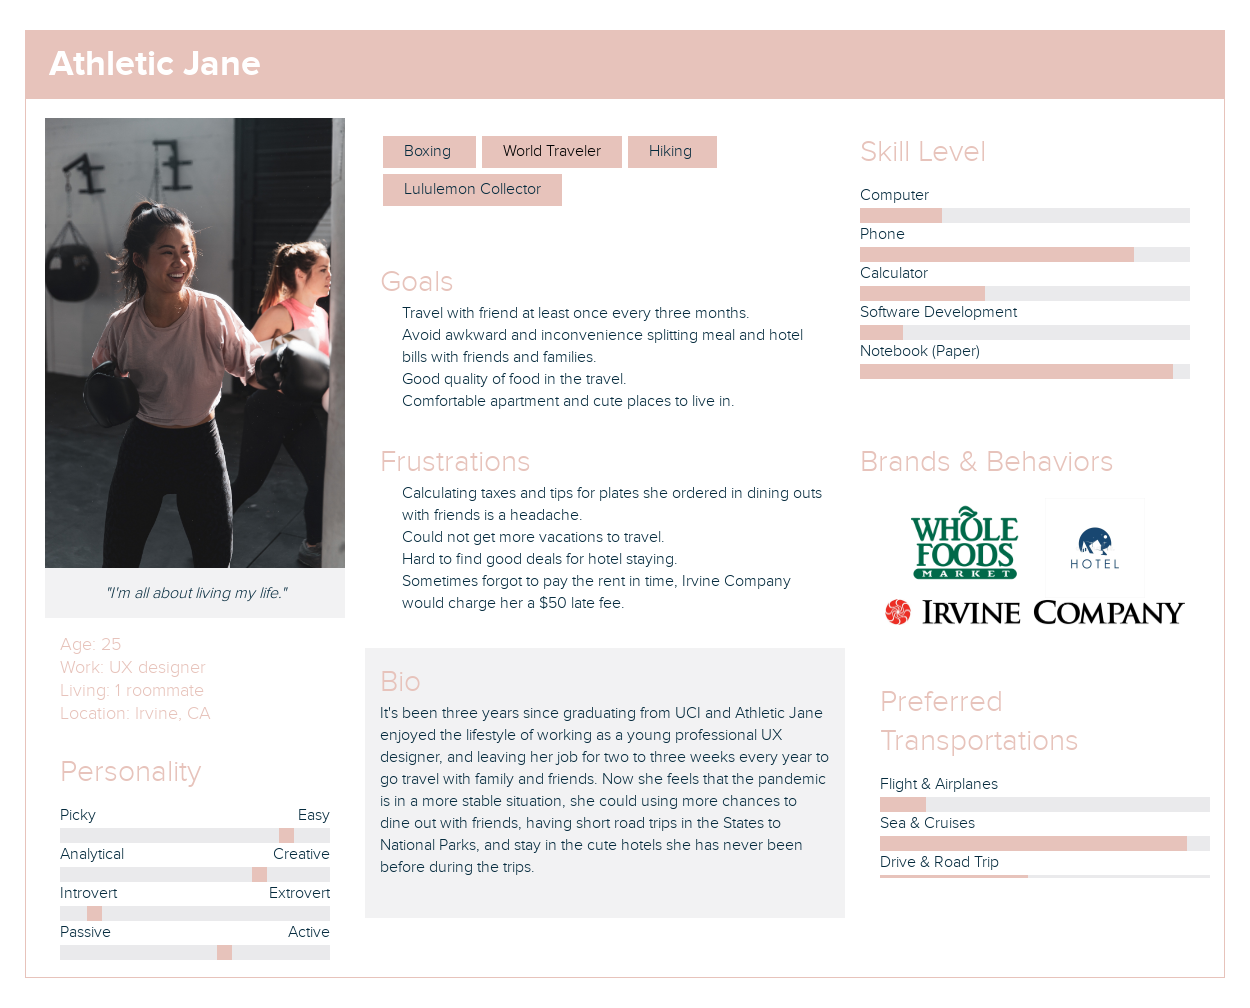 Athletic Jane
"I'm all about living my life."
Age: 25
Work: UX designer
Living: 1 roommate
Location: Irvine, CA
Personality
Picky Easy
Analytical Creative
Introvert Extrovert
Passive Active
Boxing World Traveler Hiking
Lululemon Collector
Goals
Travel with friend at least once every three months.
Avoid awkward and inconvenience splitting meal and hotel
bills with friends and families.
Good quality of food in the travel.
Comfortable apartment and cute places to live in.
Frustrations
Calculating taxes and tips for plates she ordered in dining outs
with friends is a headache.
Could not get more vacations to travel.
Hard to find good deals for hotel staying.
Sometimes forgot to pay the rent in time, Irvine Company
would charge her a $50 late fee.
Bio
It's been three years since graduating from UCI and Athletic Jane
enjoyed the lifestyle of working as a young professional UX
designer, and leaving her job for two to three weeks every year to
go travel with family and friends. Now she feels that the pandemic
is in a more stable situation, she could using more chances to
dine out with friends, having short road trips in the States to
National Parks, and stay in the cute hotels she has never been
before during the trips.
Skill Level
Computer
Phone
Calculator
Software Development
Notebook (Paper)
Brands & Behaviors
WHOLE
FOODS
MARKET
HOTEL
IRVINE COMPANY
Preferred
Transportations
Flight & Airplanes
Sea & Cruises
Drive & Road Trip